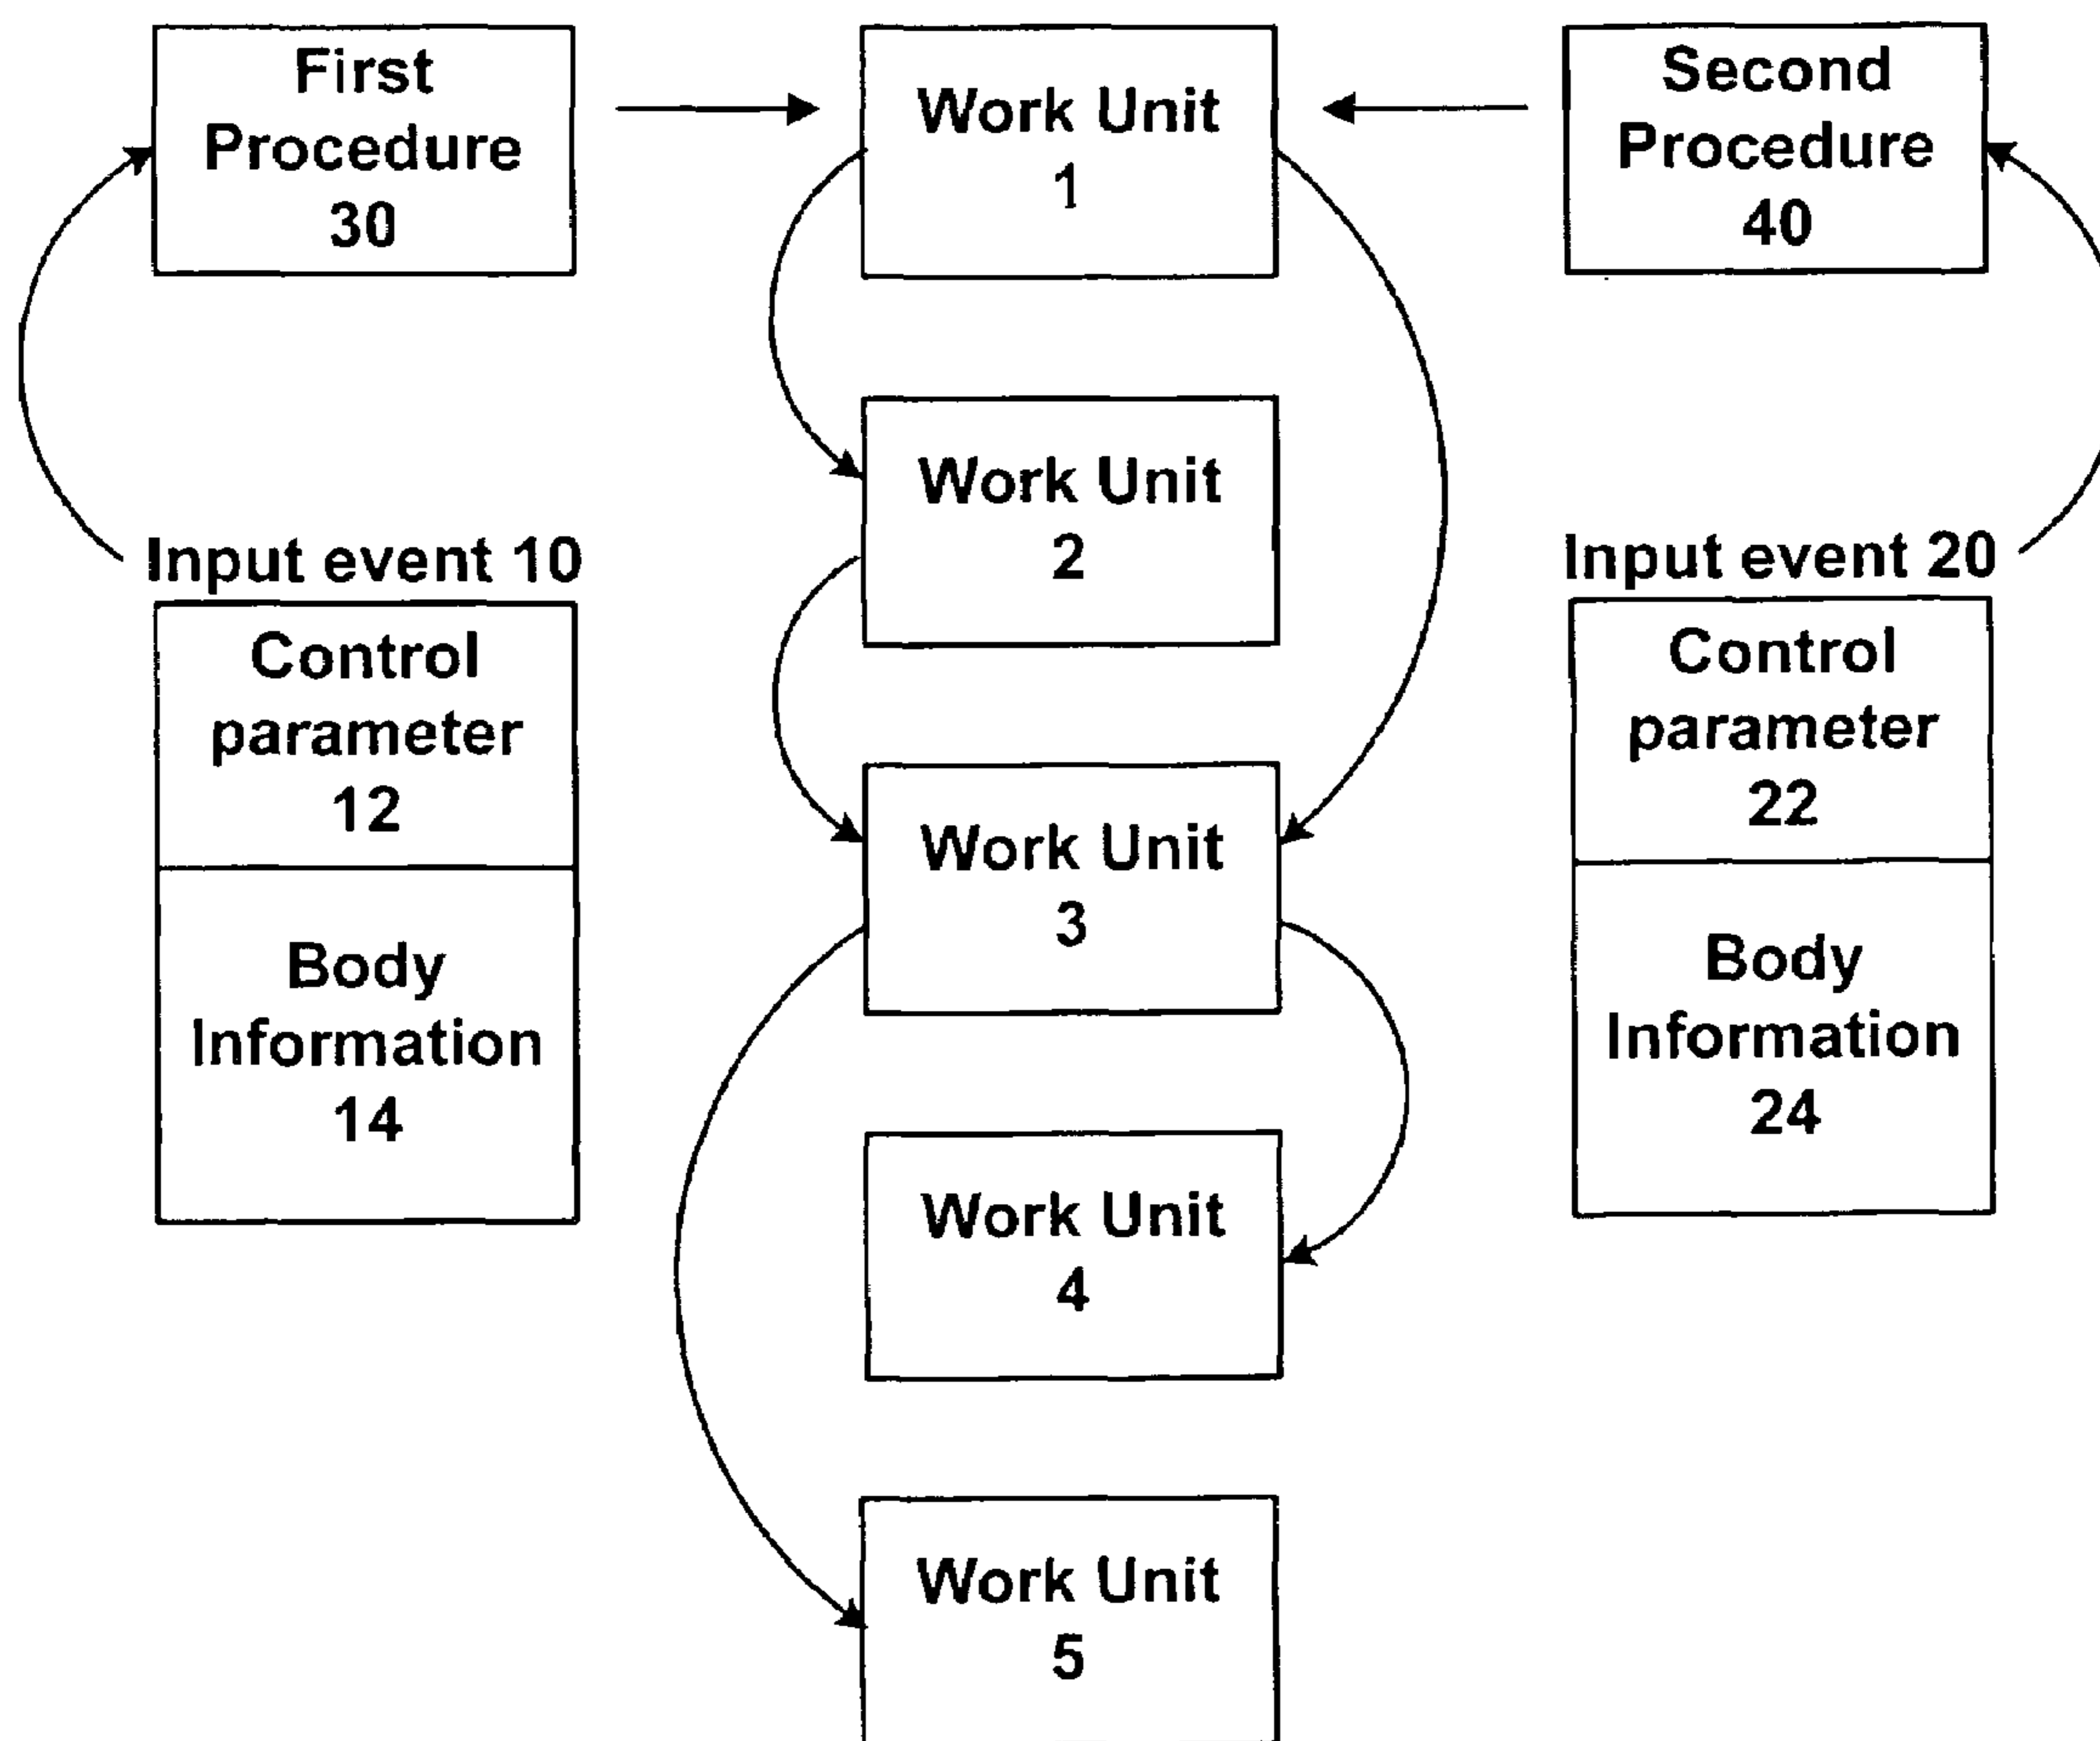 First
Procedure
30
Work Unit
1
Second
Procedure
40
Work Unit
2
Input event 10
Input event 20
Control
parameter
12
Control
parameter
22
Work Unit
3
Body
Information
14
Body
Information
24
Work Unit
4
Work Unit
5